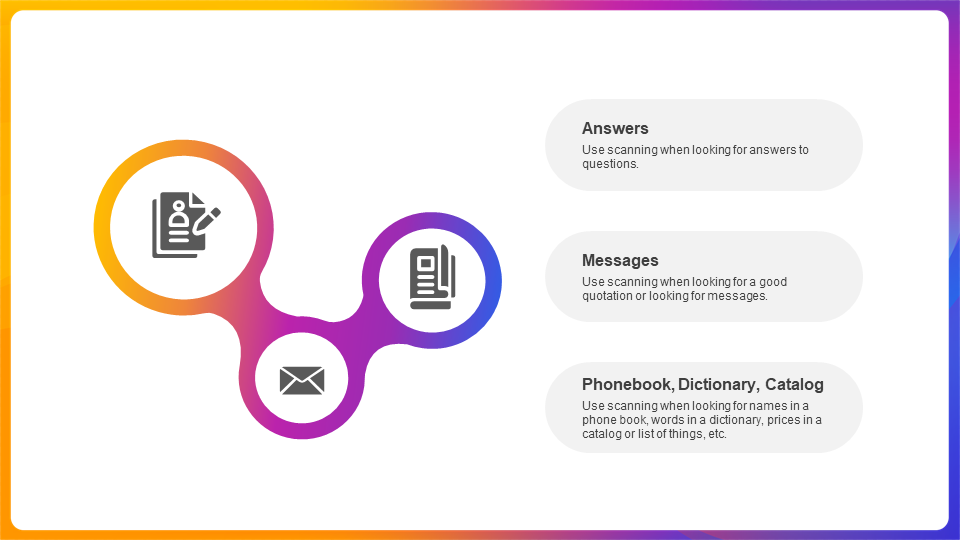 Answers
Use scanning when looking for answers to
questions.
Messages
Use scanning when looking for a good
quotation or looking for messages.
Phonebook, Dictionary, Catalog
Use scanning when looking for names in a
phone book, words in a dictionary, prices in a
catalog or list of things, etc.